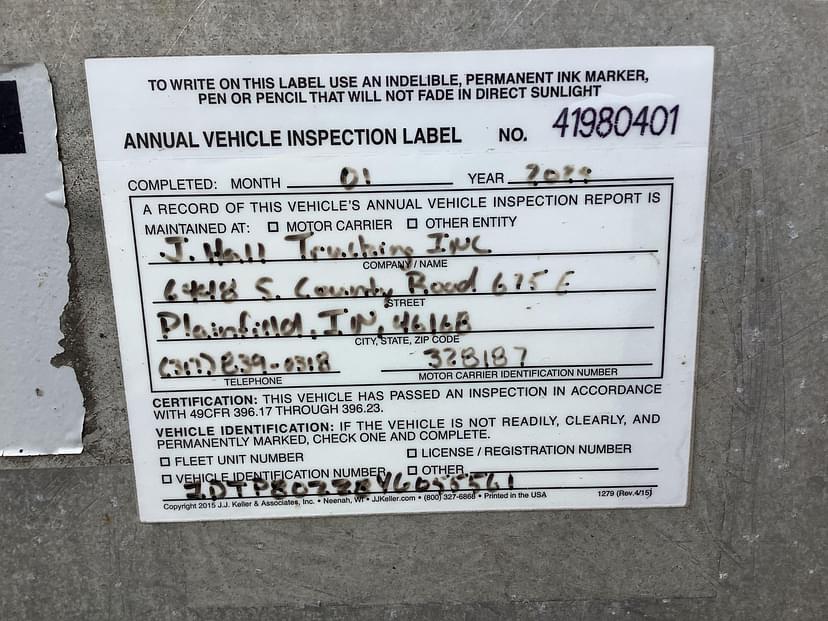 TO WRITE ON THIS LABEL USE AN INDELIBLE, PERMANENT INK MARKER,
PEN OR PENCIL THAT WILL NOT FADE IN DIRECT SUNLIGHT
ANNUAL VEHICLE INSPECTION LABEL NO. 41980401
COMPLETED: MONTH 01 YEAR
A RECORD OF THIS VEHICLE'S ANNUAL VEHICLE INSPECTION REPORT IS
MAINTAINED AT: ☐ MOTOR CARRIER ☐ OTHER ENTITY
J. Hall Trucking INC
COMPANY / NAME
6448 S. County Road 675 E
STREET
Plainfield, IN, 46168
CITY, STATE, ZIP CODE
(317) 839-0318 328187
TELEPHONE MOTOR CARRIER IDENTIFICATION NUMBER
CERTIFICATION: THIS VEHICLE HAS PASSED AN INSPECTION IN ACCORDANCE
WITH 49CFR 396.17 THROUGH 396.23.
VEHICLE IDENTIFICATION: IF THE VEHICLE IS NOT READILY, CLEARLY, AND
PERMANENTLY MARKED, CHECK ONE AND COMPLETE.
☐ FLEET UNIT NUMBER ☐ LICENSE / REGISTRATION NUMBER
☐ VEHICLE IDENTIFICATION NUMBER ☐ OTHER
Copyright 2015 J.J. Keller & Associates, Inc. • Neenah, WI • JJKeller.com • (800) 327-6868 • Printed in the USA 1279 (Rev.4/15)